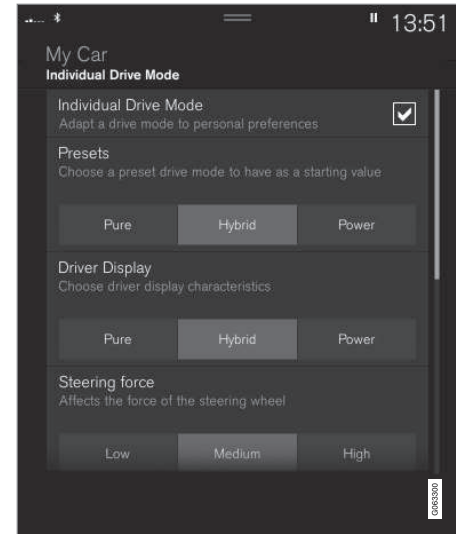 13:51
My Car
Individual Drive Mode
Individual Drive Mode
Adapt a drive mode to personal preferences
Presets
Choose a preset drive mode to have as a starting value
Pure Hybrid Power
Driver Display
Choose driver display characteristics
Pure Hybrid Power
Steering force
Affects the force of the steering wheel
Low Medium High
G063300